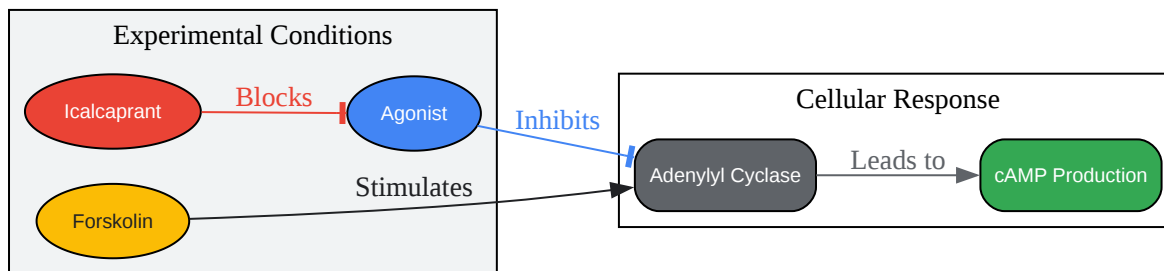 Experimental Conditions
Icalcaprant
Blocks
Agonist
Forskolin
Stimulates
Inhibits
Cellular Response
Adenylyl Cyclase
Leads to
cAMP Production